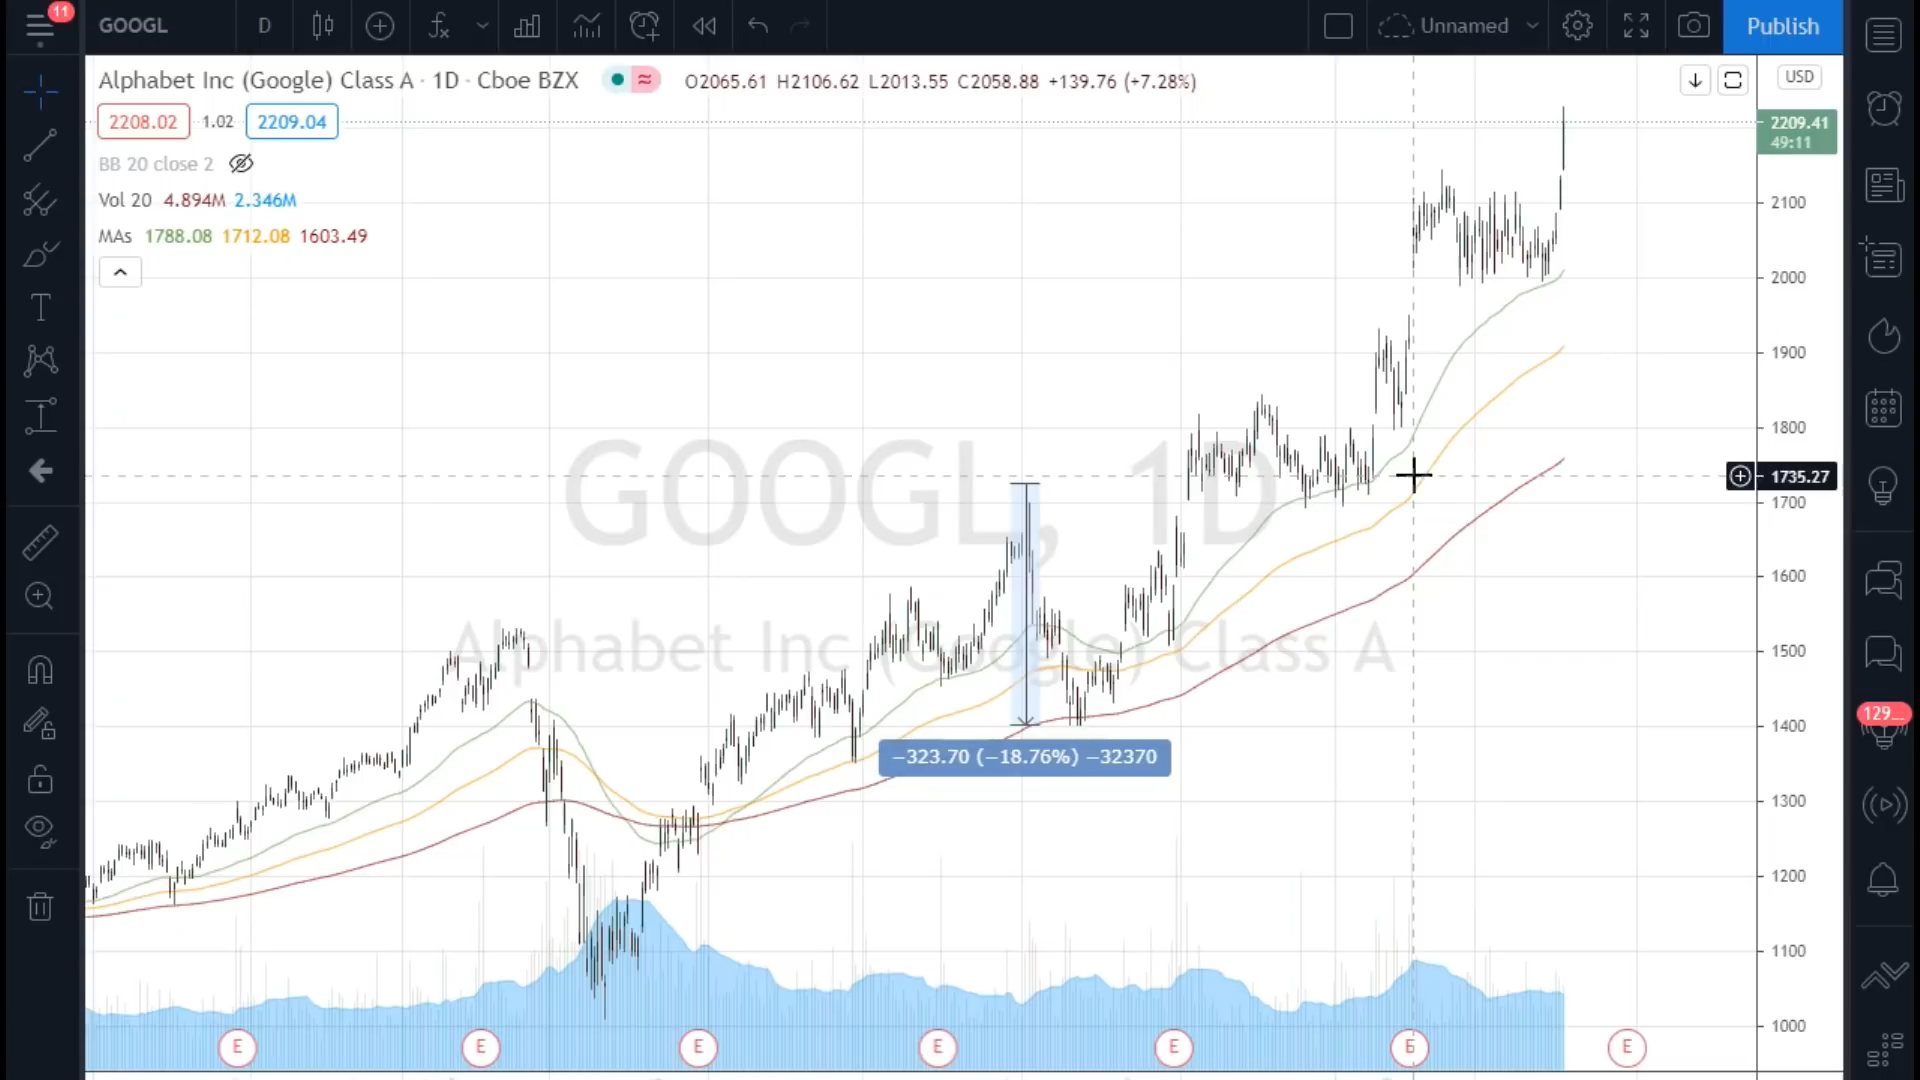 11
GOOGL D Unnamed Publish
Alphabet Inc (Google) Class A · 1D · Cboe BZX O2065.61 H2106.62 L2013.55 C2058.88 +139.76 (+7.28%) USD
2208.02 1.02 2209.04
2209.41
49:11
BB 20 close 2
Vol 20 4.894M 2.346M
MAs 1788.08 1712.08 1603.49
2100
2000
1900
1800
GOOGL, 1D
1735.27
1700
1600
Alphabet Inc (Google) Class A
1500
1400
129...
−323.70 (−18.76%) −32370
1300
1200
1100
1000
E E E E E E